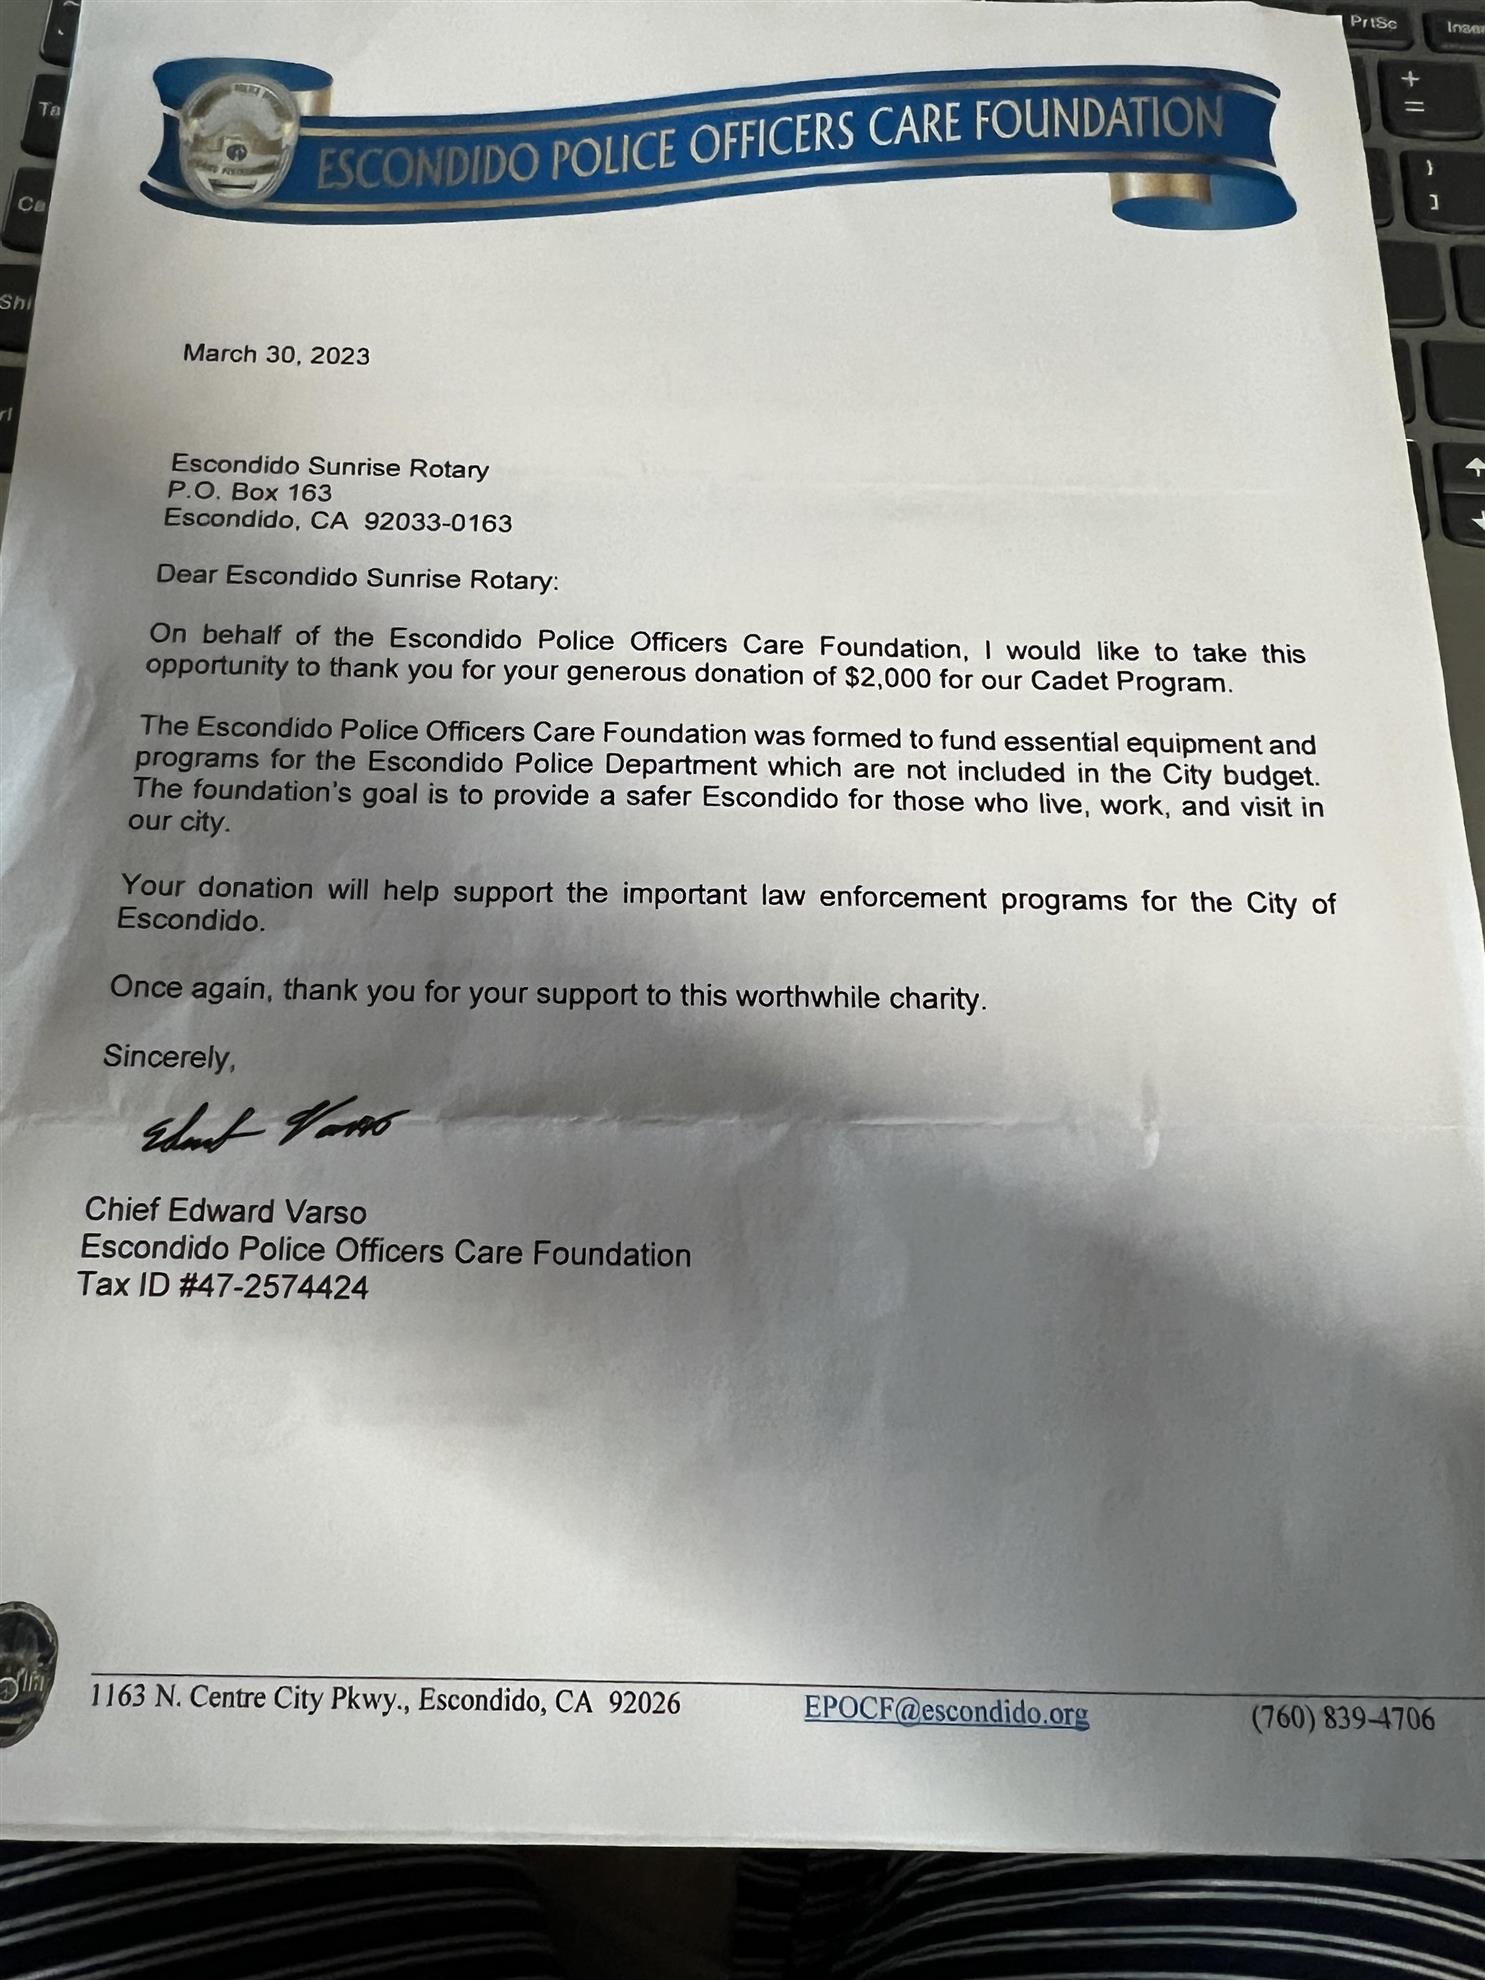 PrtSc
ESCONDIDO POLICE OFFICERS CARE FOUNDATION
+
=
}
]
March 30, 2023
Escondido Sunrise Rotary
P.O. Box 163
Escondido, CA 92033-0163
Dear Escondido Sunrise Rotary:
On behalf of the Escondido Police Officers Care Foundation, I would like to take this
opportunity to thank you for your generous donation of $2,000 for our Cadet Program.
The Escondido Police Officers Care Foundation was formed to fund essential equipment and
programs for the Escondido Police Department which are not included in the City budget.
The foundation's goal is to provide a safer Escondido for those who live, work, and visit in
our city.
Your donation will help support the important law enforcement programs for the City of
Escondido.
Once again, thank you for your support to this worthwhile charity.
Sincerely,
Edward Varso
Chief Edward Varso
Escondido Police Officers Care Foundation
Tax ID #47-2574424
1163 N. Centre City Pkwy., Escondido, CA 92026 EPOCF@escondido.org (760) 839-4706